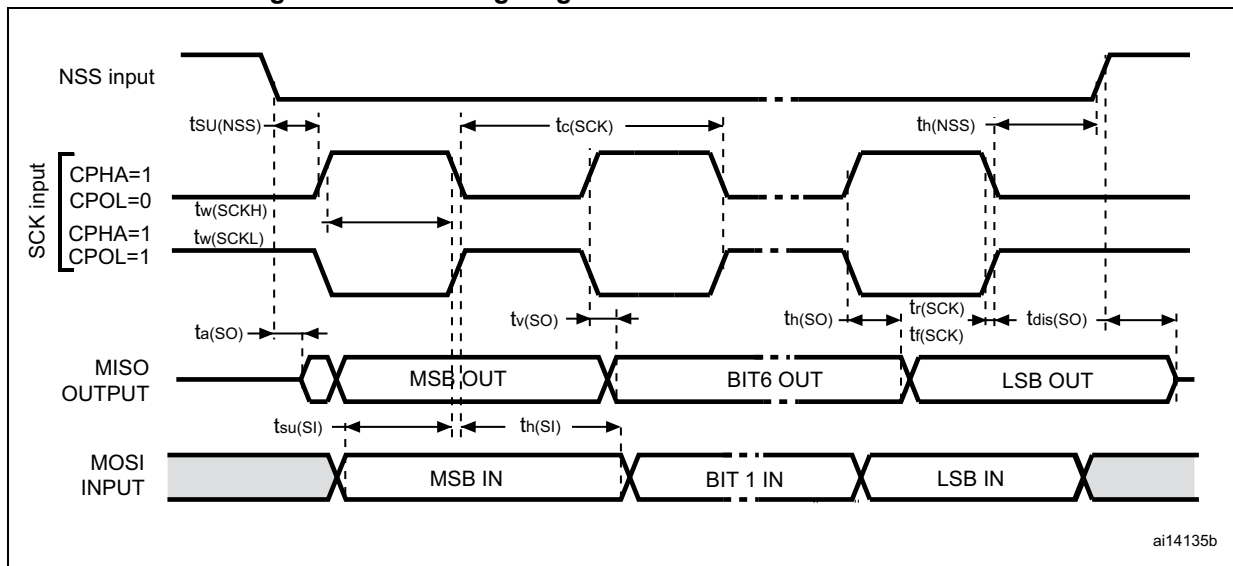 NSS input
tSU(NSS)
tc(SCK)
th(NSS)
SCK input
CPHA=1
CPOL=0
tw(SCKH)
CPHA=1
tw(SCKL)
CPOL=1
ta(SO)
tv(SO)
th(SO)
tr(SCK)
tf(SCK)
tdis(SO)
MISO
OUTPUT
MSB OUT
BIT6 OUT
LSB OUT
tsu(SI)
th(SI)
MOSI
INPUT
MSB IN
BIT 1 IN
LSB IN
ai14135b